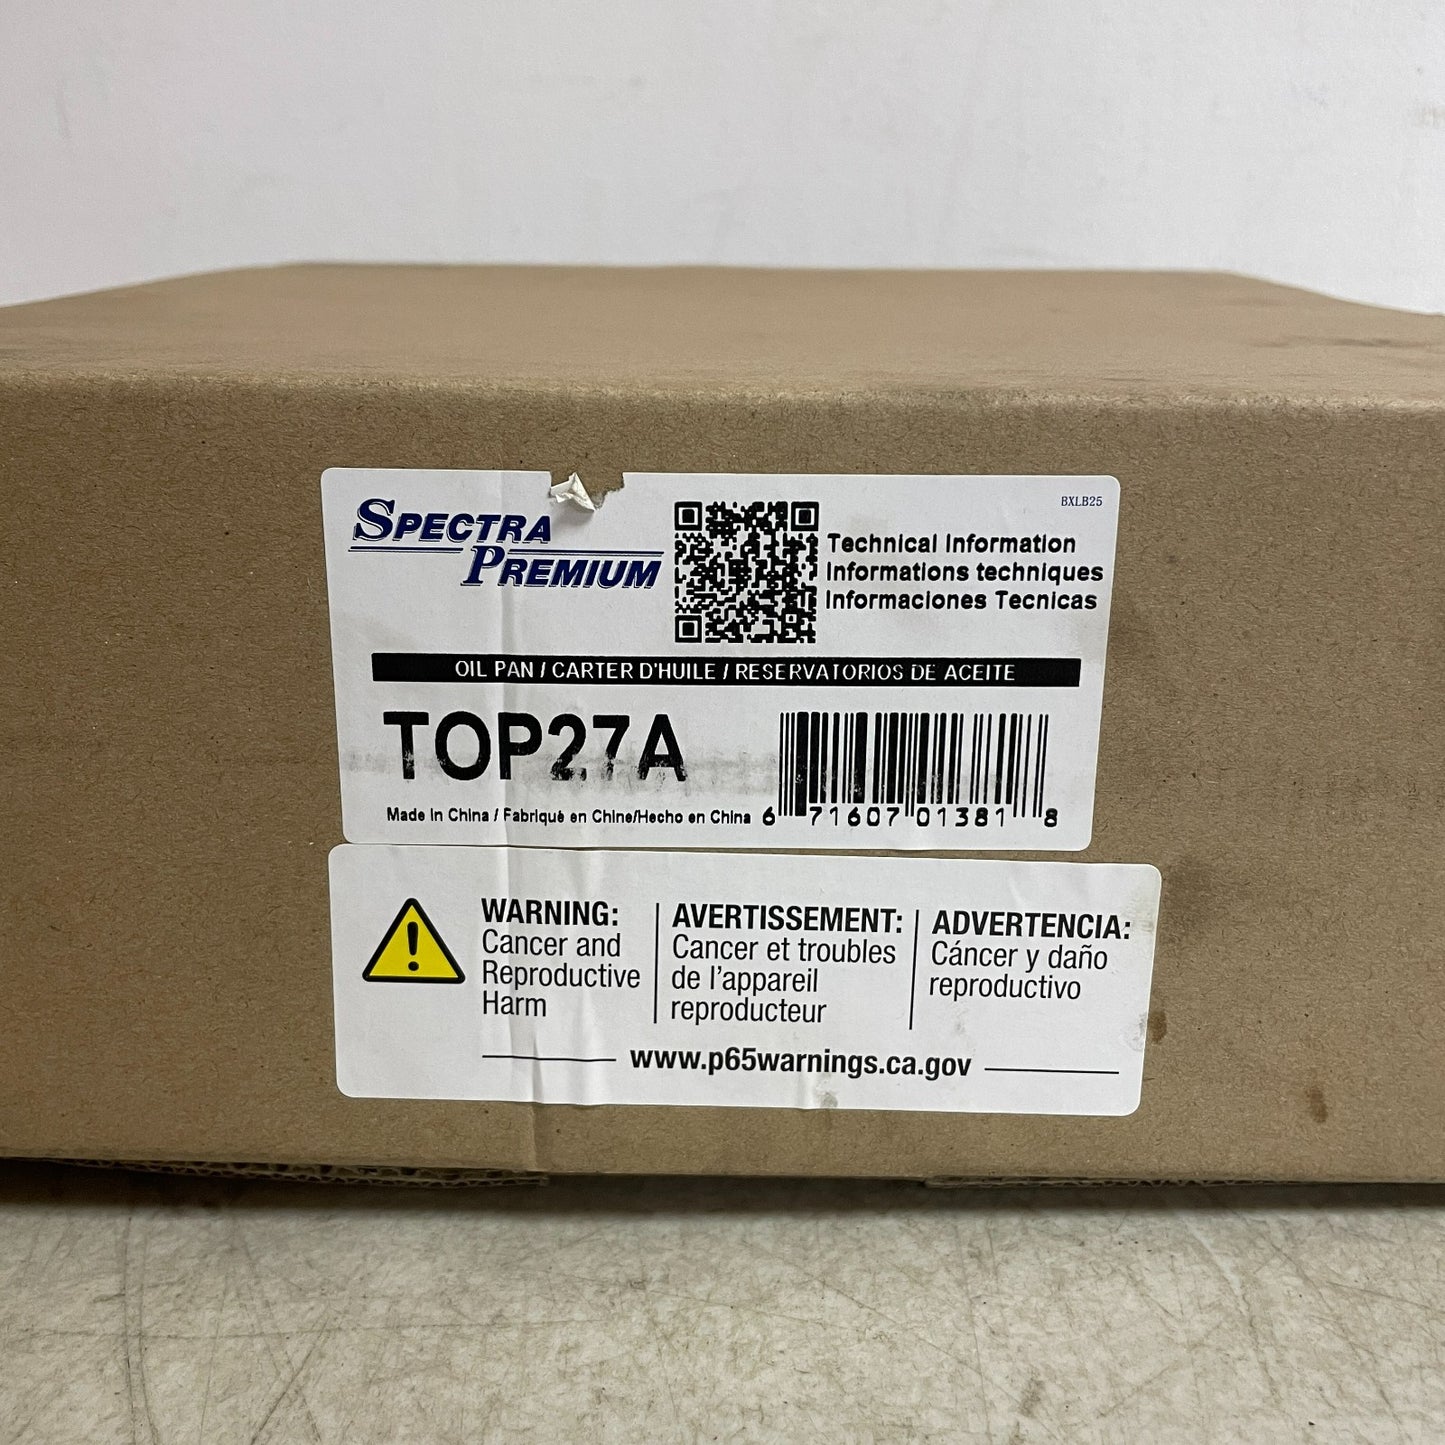 SPECTRA
PREMIUM
BXLB25
Technical Information
Informations techniques
Informaciones Tecnicas
OIL PAN / CARTER D'HUILE / RESERVATORIOS DE ACEITE
TOP27A
Made in China / Fabriqué en Chine/Hecho en China
6 71607 01381 8
WARNING:
Cancer and
Reproductive
Harm
AVERTISSEMENT:
Cancer et troubles
de l'appareil
reproducteur
ADVERTENCIA:
Cáncer y daño
reproductivo
www.p65warnings.ca.gov